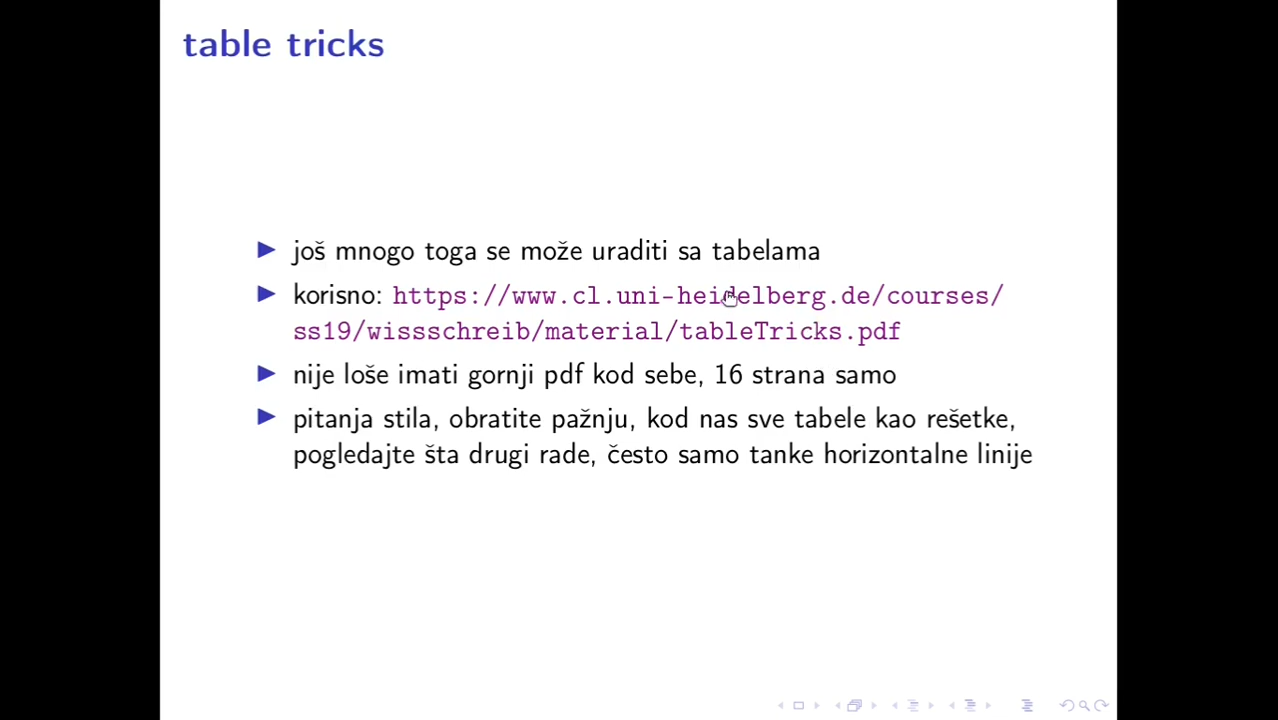 table tricks
još mnogo toga se može uraditi sa tabelama
korisno: https://www.cl.uni-heidelberg.de/courses/
ss19/wissschreib/material/tableTricks.pdf
nije loše imati gornji pdf kod sebe, 16 strana samo
pitanja stila, obratite pažnju, kod nas sve tabele kao rešetke,
pogledajte šta drugi rade, često samo tanke horizontalne linije